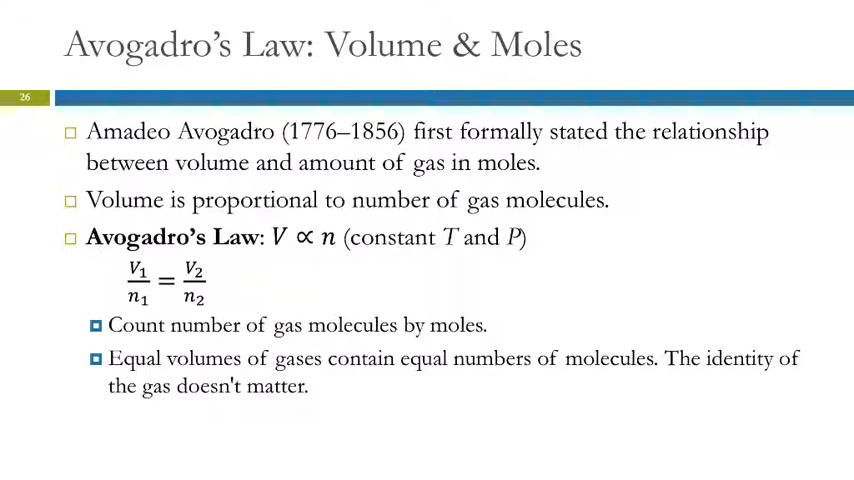 Avogadro's Law: Volume & Moles
26
Amadeo Avogadro (1776–1856) first formally stated the relationship
between volume and amount of gas in moles.
Volume is proportional to number of gas molecules.
Avogadro's Law: V ∝ n (constant T and P)
V₁/n₁ = V₂/n₂
Count number of gas molecules by moles.
Equal volumes of gases contain equal numbers of molecules. The identity of
the gas doesn't matter.